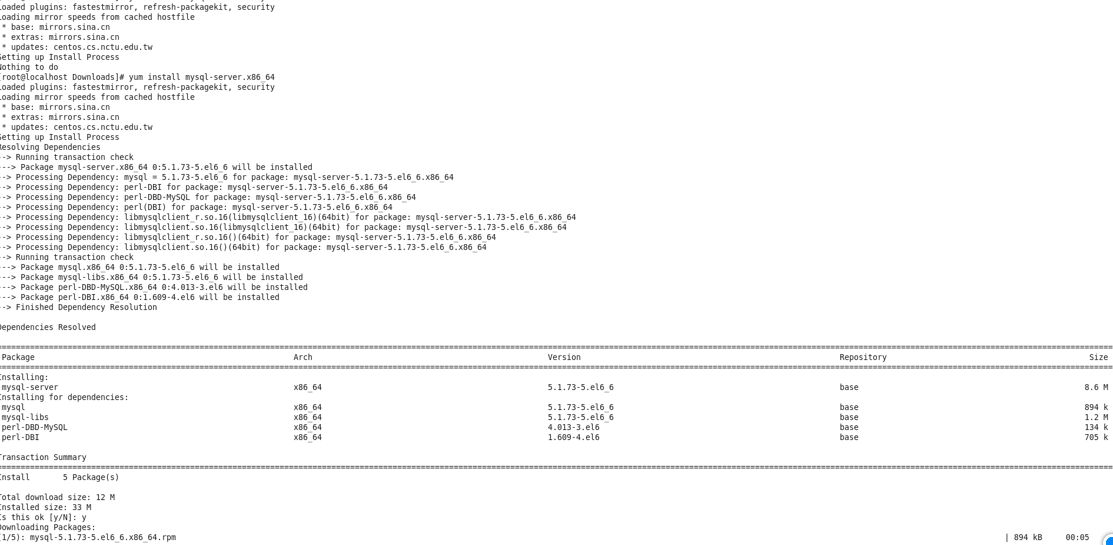 Loaded plugins: fastestmirror, refresh-packagekit, security
Loading mirror speeds from cached hostfile
* base: mirrors.sina.cn
* extras: mirrors.sina.cn
* updates: centos.cs.nctu.edu.tw
Setting up Install Process
Nothing to do
[root@localhost Downloads]# yum install mysql-server.x86_64
Loaded plugins: fastestmirror, refresh-packagekit, security
Loading mirror speeds from cached hostfile
* base: mirrors.sina.cn
* extras: mirrors.sina.cn
* updates: centos.cs.nctu.edu.tw
Setting up Install Process
Resolving Dependencies
--> Running transaction check
---> Package mysql-server.x86_64 0:5.1.73-5.el6_6 will be installed
--> Processing Dependency: mysql = 5.1.73-5.el6_6 for package: mysql-server-5.1.73-5.el6_6.x86_64
--> Processing Dependency: perl-DBI for package: mysql-server-5.1.73-5.el6_6.x86_64
--> Processing Dependency: perl-DBD-MySQL for package: mysql-server-5.1.73-5.el6_6.x86_64
--> Processing Dependency: perl(DBI) for package: mysql-server-5.1.73-5.el6_6.x86_64
--> Processing Dependency: libmysqlclient_r.so.16(libmysqlclient_16)(64bit) for package: mysql-server-5.1.73-5.el6_6.x86_64
--> Processing Dependency: libmysqlclient.so.16(libmysqlclient_16)(64bit) for package: mysql-server-5.1.73-5.el6_6.x86_64
--> Processing Dependency: libmysqlclient_r.so.16()(64bit) for package: mysql-server-5.1.73-5.el6_6.x86_64
--> Processing Dependency: libmysqlclient.so.16()(64bit) for package: mysql-server-5.1.73-5.el6_6.x86_64
--> Running transaction check
---> Package mysql.x86_64 0:5.1.73-5.el6_6 will be installed
---> Package mysql-libs.x86_64 0:5.1.73-5.el6_6 will be installed
---> Package perl-DBD-MySQL.x86_64 0:4.013-3.el6 will be installed
---> Package perl-DBI.x86_64 0:1.609-4.el6 will be installed
--> Finished Dependency Resolution
Dependencies Resolved
Package Arch Version Repository Size
Installing:
mysql-server x86_64 5.1.73-5.el6_6 base 8.6 M
Installing for dependencies:
mysql x86_64 5.1.73-5.el6_6 base 894 k
mysql-libs x86_64 5.1.73-5.el6_6 base 1.2 M
perl-DBD-MySQL x86_64 4.013-3.el6 base 134 k
perl-DBI x86_64 1.609-4.el6 base 705 k
Transaction Summary
Install 5 Package(s)
Total download size: 12 M
Installed size: 33 M
Is this ok [y/N]: y
Downloading Packages:
(1/5): mysql-5.1.73-5.el6_6.x86_64.rpm | 894 kB 00:05